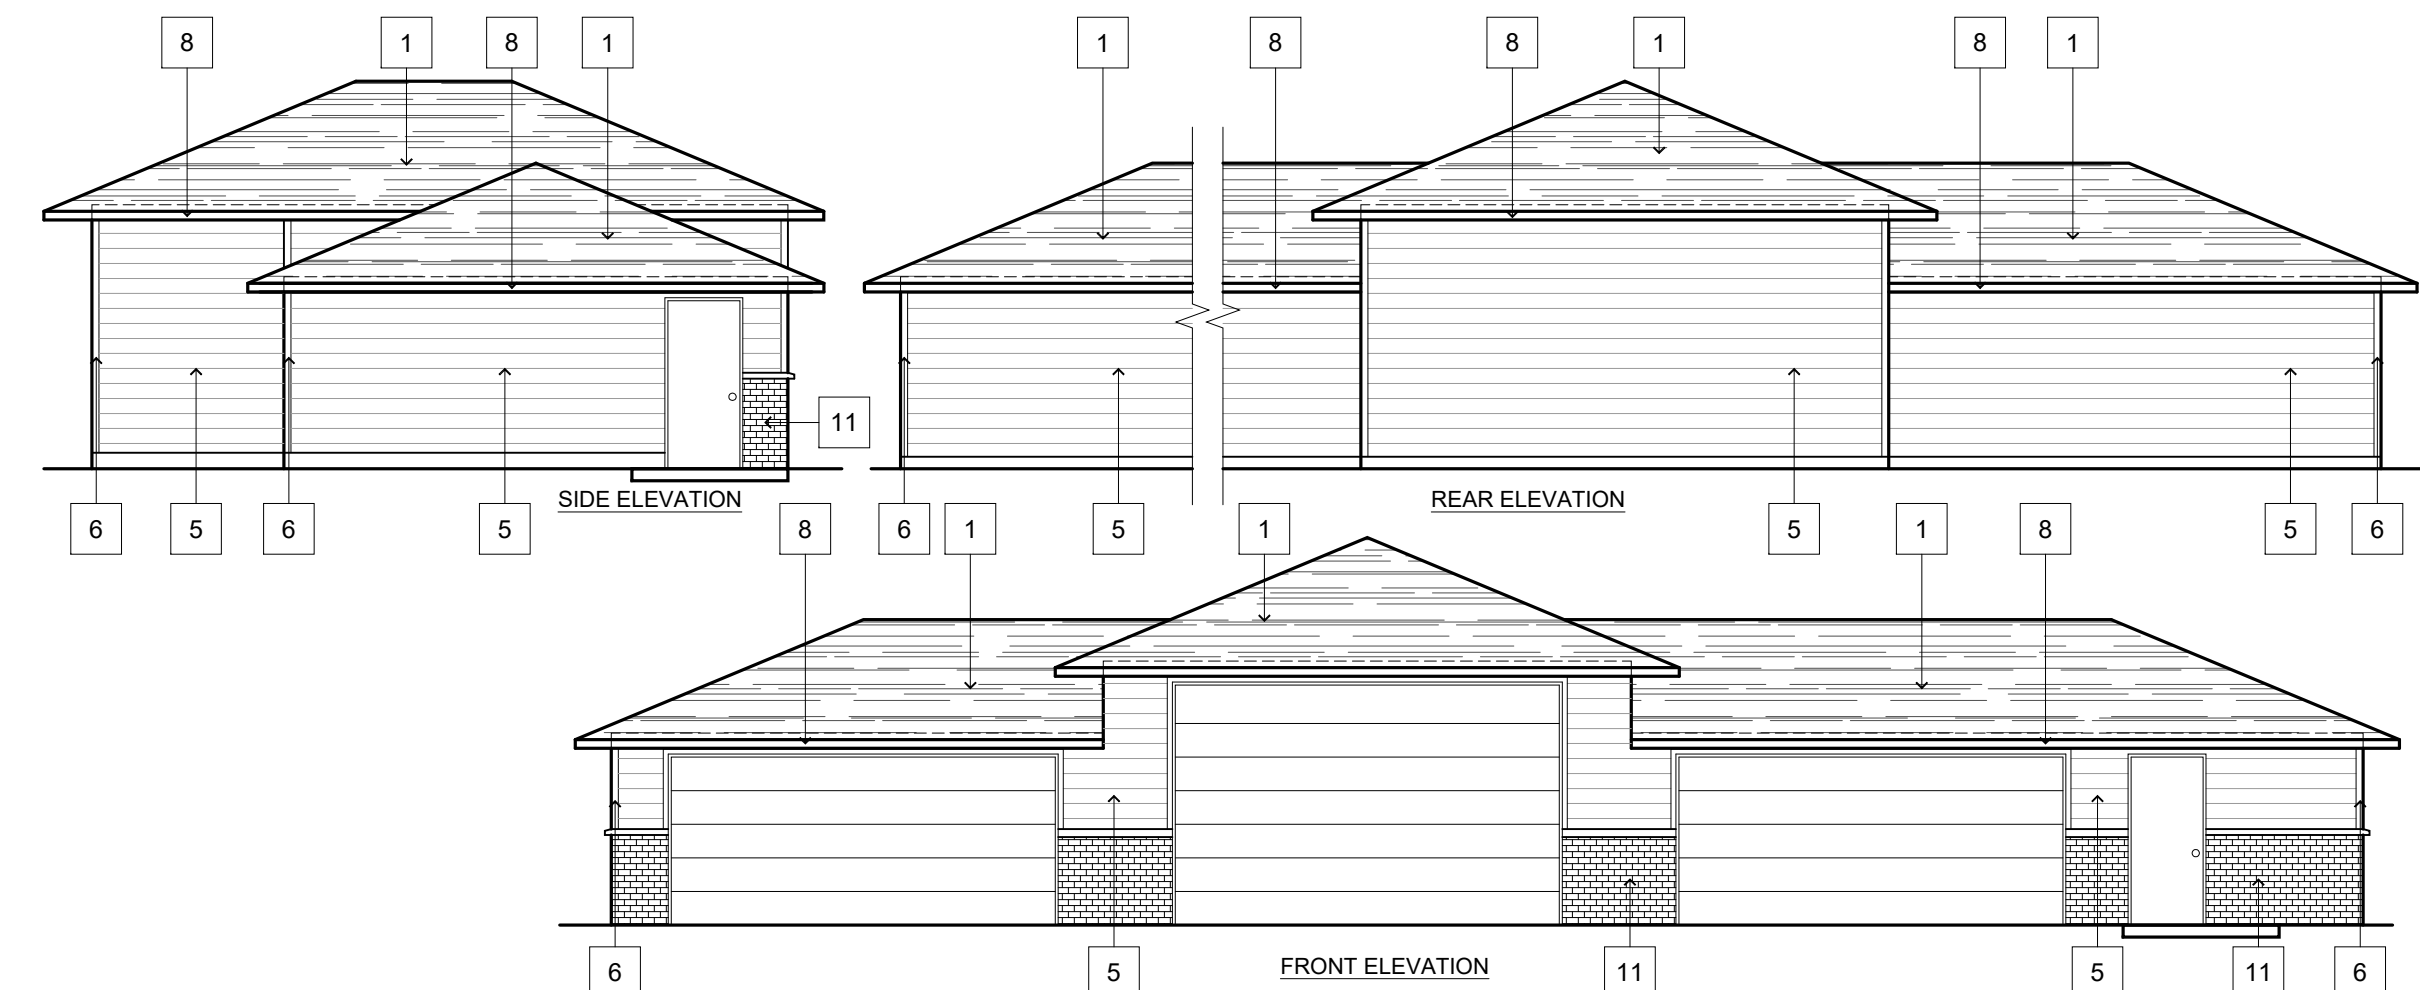 8 1 8 1 1 8 8 1 8 1
11
SIDE ELEVATION REAR ELEVATION
6 5 6 5 8 6 1 5 1 5 1 8 5 6
6 5 FRONT ELEVATION 11 5 11 6